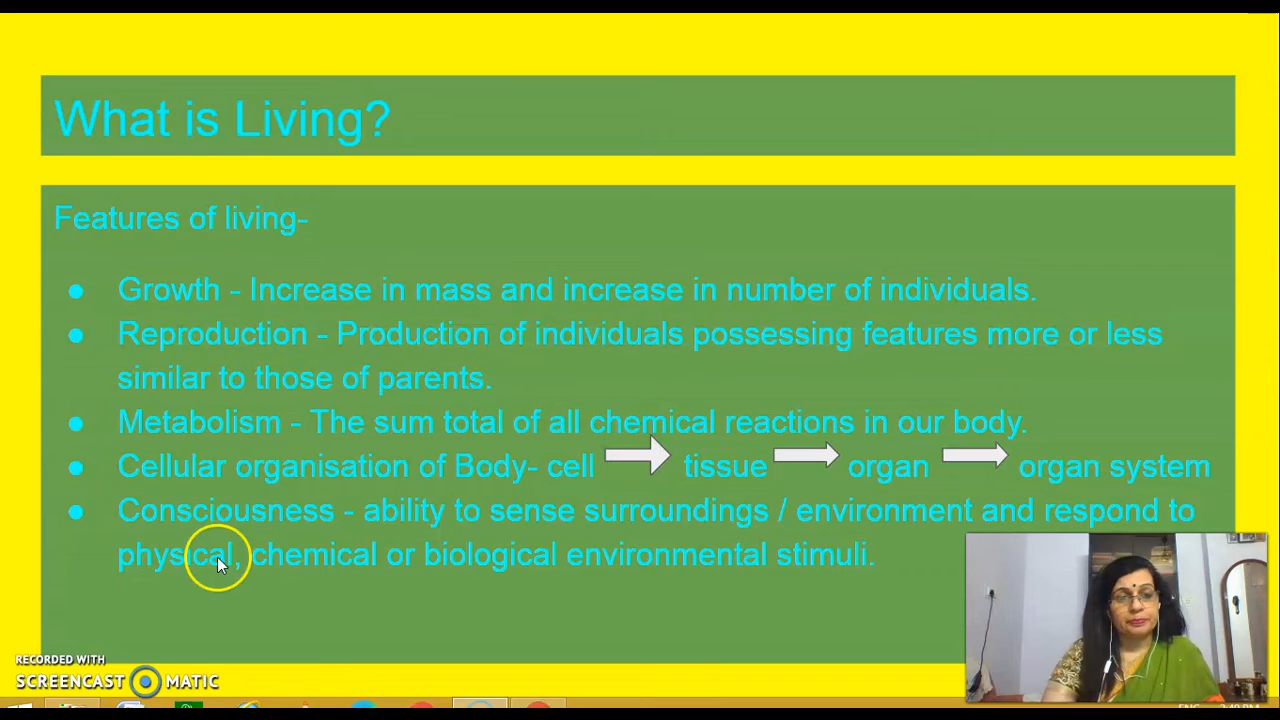 What is Living?
Features of living-
● Growth - Increase in mass and increase in number of individuals.
● Reproduction - Production of individuals possessing features more or less
similar to those of parents.
● Metabolism - The sum total of all chemical reactions in our body.
● Cellular organisation of Body- cell tissue organ organ system
● Consciousness - ability to sense surroundings / environment and respond to
physical, chemical or biological environmental stimuli.
RECORDED WITH
SCREENCAST MATIC